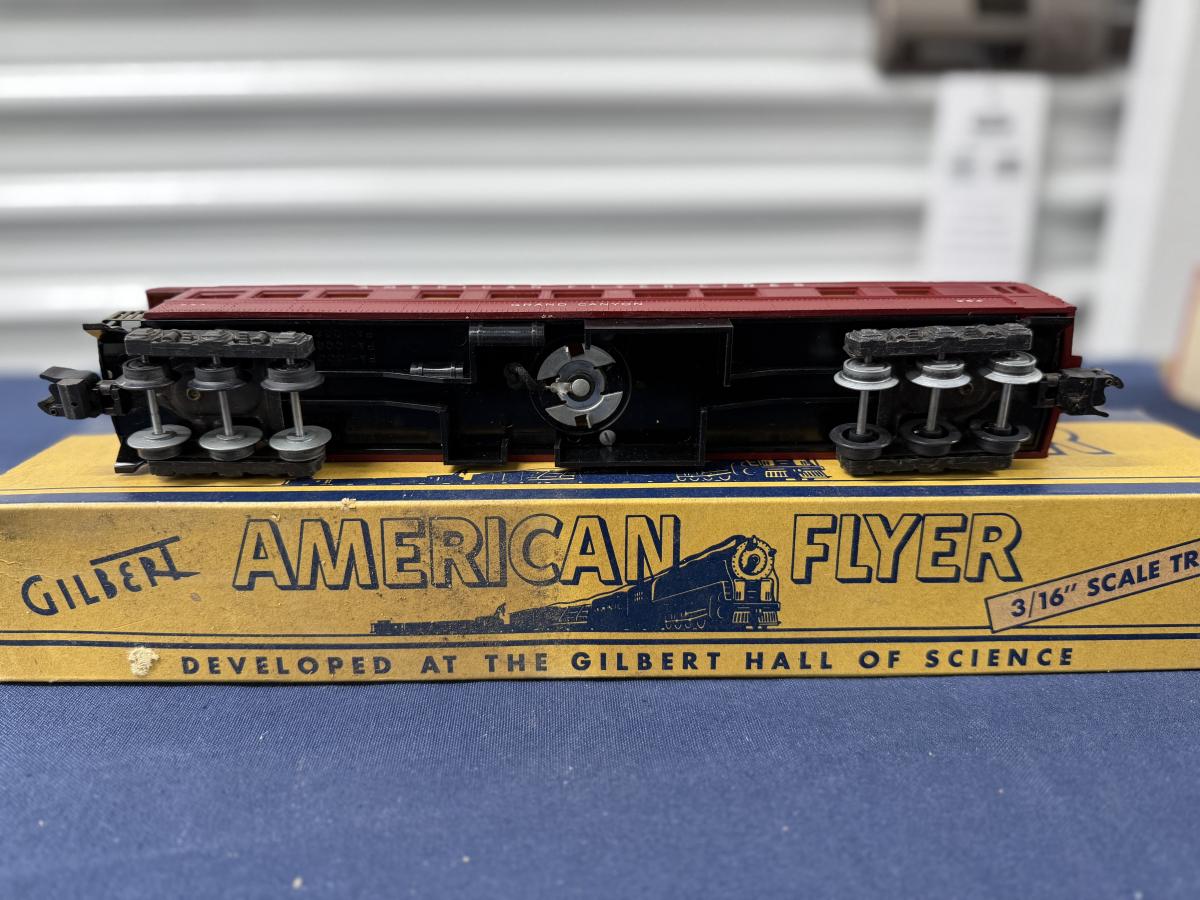 GRAND CANYON
GILBERT
AMERICAN FLYER
3/16" SCALE TR
DEVELOPED AT THE GILBERT HALL OF SCIENCE